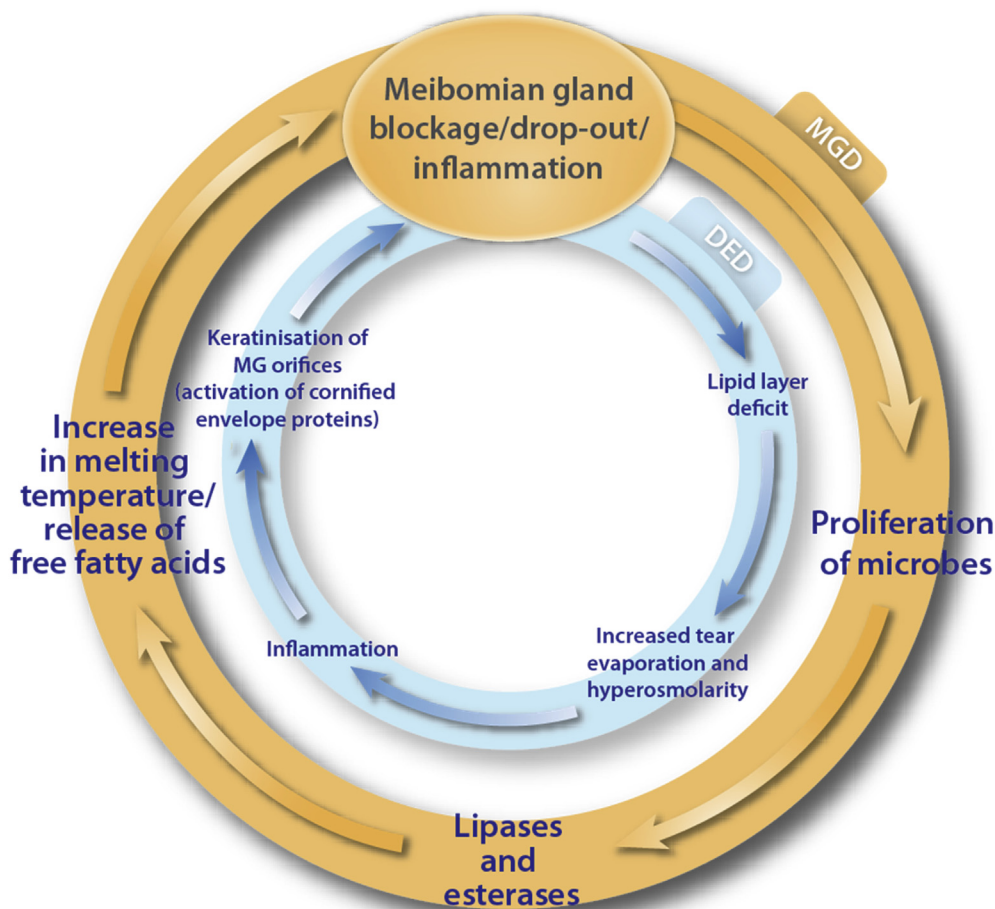 Meibomian gland
blockage/drop-out/
inflammation
MGD
DED
Keratinisation of
MG orifices
(activation of cornified
envelope proteins)
Lipid layer
deficit
Increase
in melting
temperature/
release of
free fatty acids
Proliferation
of microbes
Inflammation
Increased tear
evaporation and
hyperosmolarity
Lipases
and
esterases